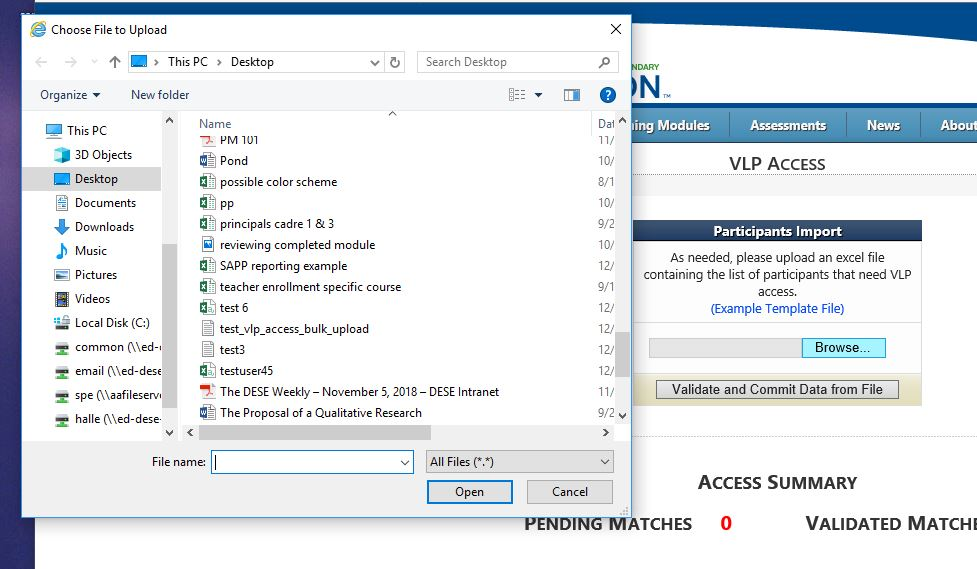 Choose File to Upload
This PC > Desktop
Search Desktop
Organize
New folder
This PC
3D Objects
Desktop
Documents
Downloads
Music
Pictures
Videos
Local Disk (C:)
common (\\ed-dese
email (\\ed-dese
spe (\\aafileserve
halle (\\ed-dese-
Name
Dat
PM 101 11/
Pond 10/
possible color scheme 8/1
pp 10/
principals cadre 1 & 3 9/2
reviewing completed module 10/
SAPP reporting example 12/
teacher enrollment specific course 9/1
test 6 12/
test_vlp_access_bulk_upload 12/
test3 12/
testuser45 12/
The DESE Weekly – November 5, 2018 – DESE Intranet 11/
The Proposal of a Qualitative Research 9/2
File name:
All Files (*.*)
Open
Cancel
NDARY
ON™
ing Modules
Assessments
News
About
VLP Access
Participants Import
As needed, please upload an excel file
containing the list of participants that need VLP
access.
(Example Template File)
Browse...
Validate and Commit Data from File
Access Summary
Pending Matches 0
Validated Matche